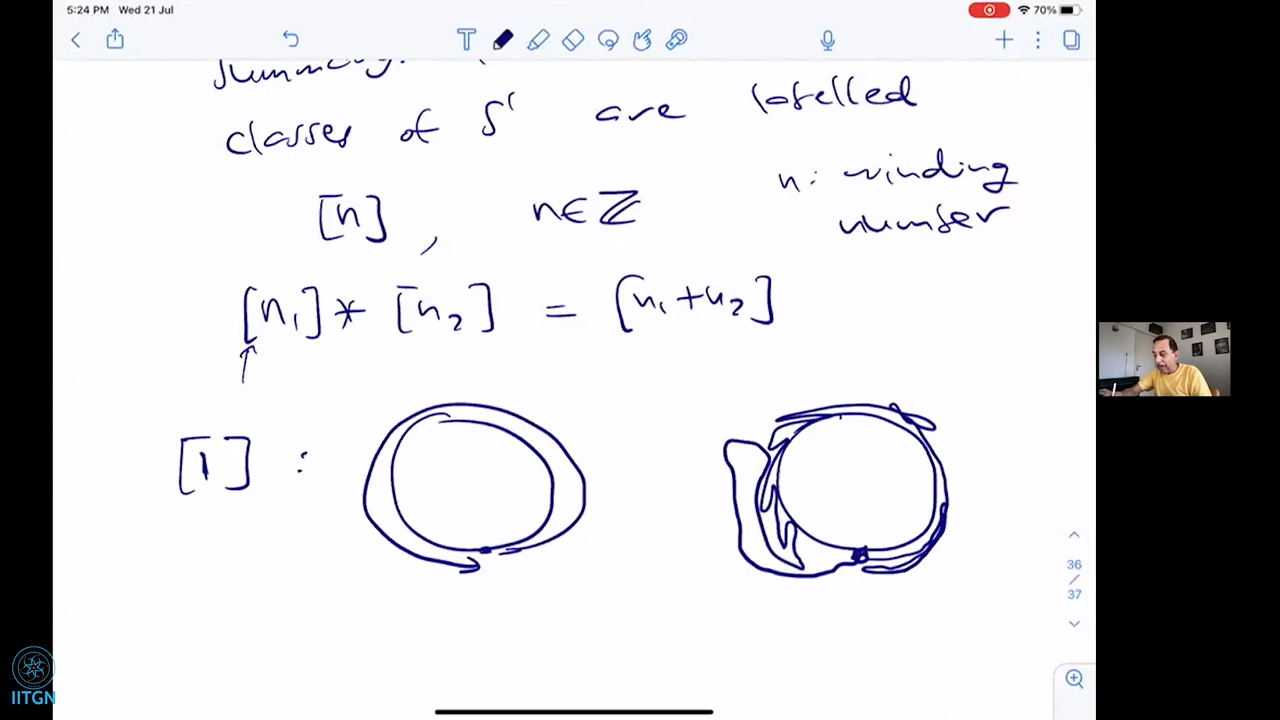 5:24 PM Wed 21 Jul
70%
T
classes of S¹ are labelled
[n] , n ∈ ℤ n: winding
number
[n₁] * [n₂] = [n₁+n₂]
[1] :
36
37
IITGN